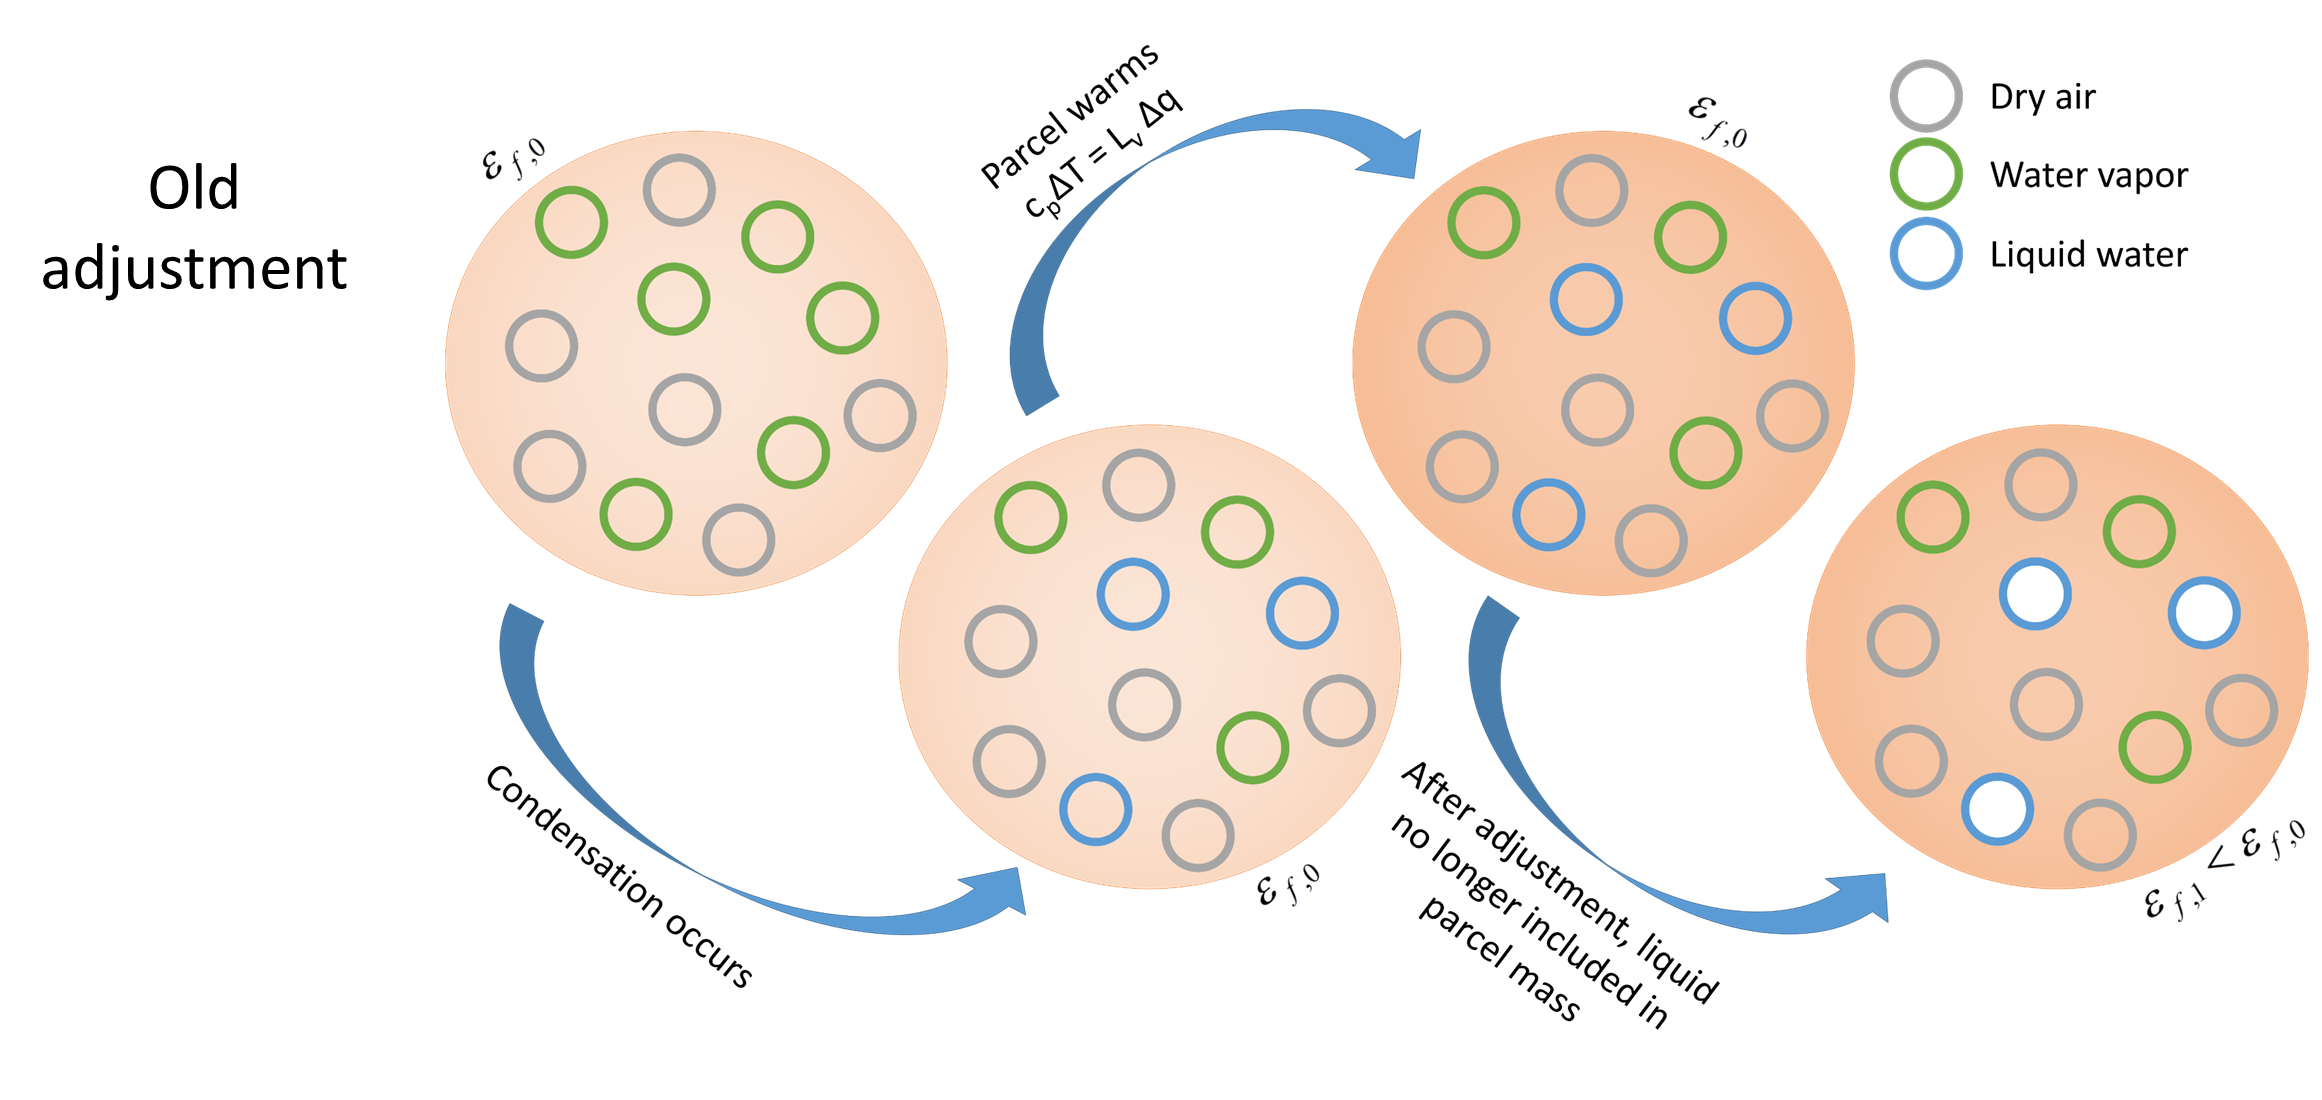 Old
adjustment
ℰ f,0
Parcel warms
cpΔT = Lv Δq
ℰ f,0
Dry air
Water vapor
Liquid water
Condensation occurs
ℰ f,0
After adjustment, liquid
no longer included in
parcel mass
ℰ f,1 < ℰ f,0